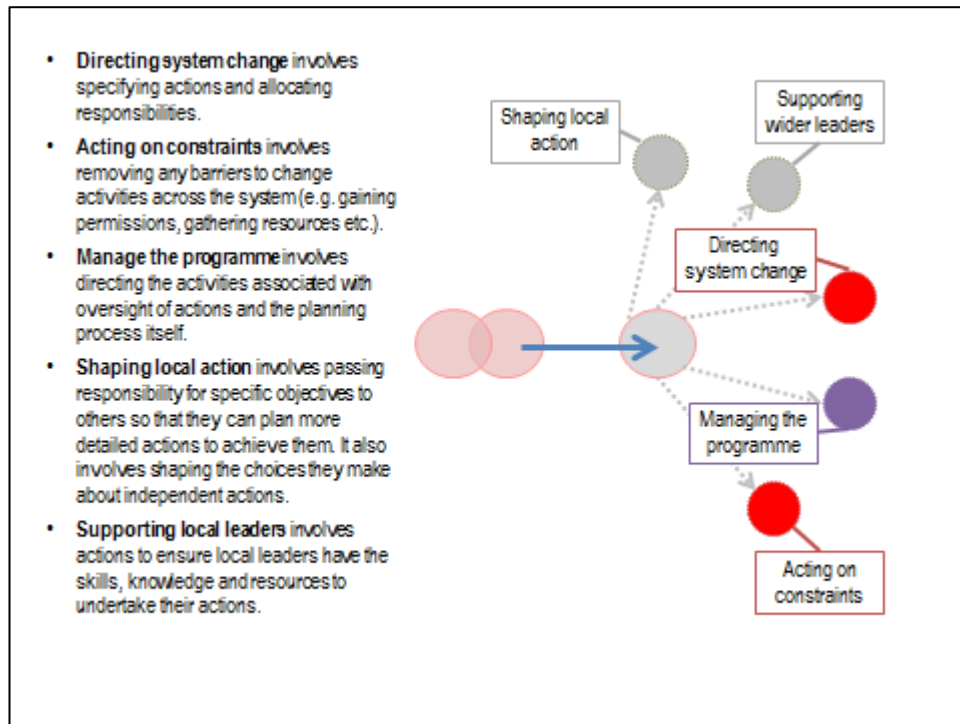 • Directing system change involves
specifying actions and allocating
responsibilities.
• Acting on constraints involves
removing any barriers to change
activities across the system (e.g. gaining
permissions, gathering resources etc.).
• Manage the programme involves
directing the activities associated with
oversight of actions and the planning
process itself.
• Shaping local action involves passing
responsibility for specific objectives to
others so that they can plan more
detailed actions to achieve them. It also
involves shaping the choices they make
about independent actions.
• Supporting local leaders involves
actions to ensure local leaders have the
skills, knowledge and resources to
undertake their actions.
Shaping local
action
Supporting
wider leaders
Directing
system change
Managing the
programme
Acting on
constraints